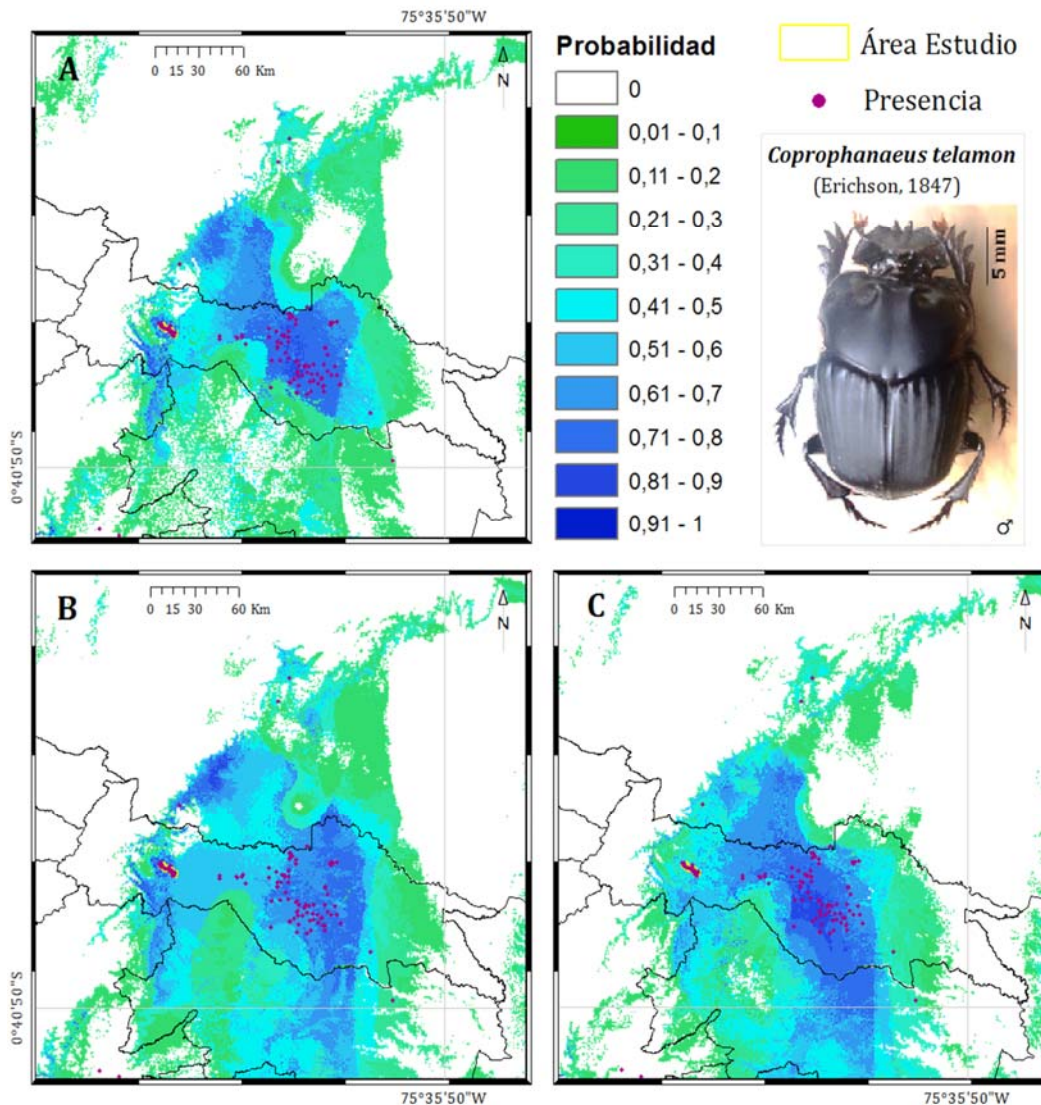 75°35'50"W
A
0 15 30 60 Km
N
0°40'50"S
Probabilidad
0
0,01 - 0,1
0,11 - 0,2
0,21 - 0,3
0,31 - 0,4
0,41 - 0,5
0,51 - 0,6
0,61 - 0,7
0,71 - 0,8
0,81 - 0,9
0,91 - 1
Área Estudio
Presencia
Coprophanaeus telamon
(Erichson, 1847)
5 mm
♂
B
0 15 30 60 Km
N
0°40'50"S
75°35'50"W
C
0 15 30 60 Km
N
75°35'50"W